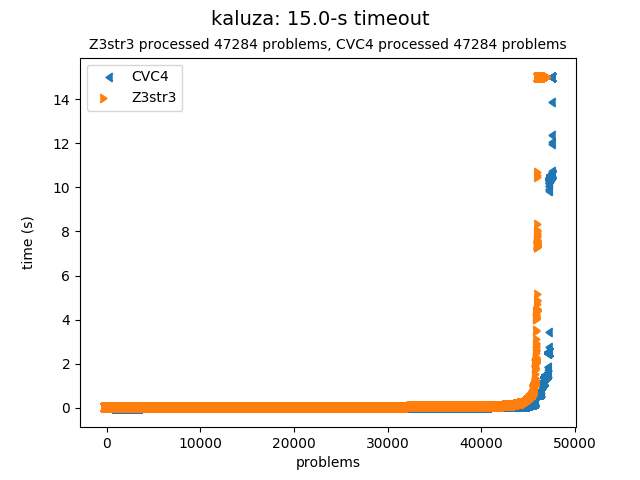 kaluza: 15.0-s timeout
Z3str3 processed 47284 problems, CVC4 processed 47284 problems
CVC4
Z3str3
14
12
10
8
6
4
2
0
time (s)
0 10000 20000 30000 40000 50000
problems